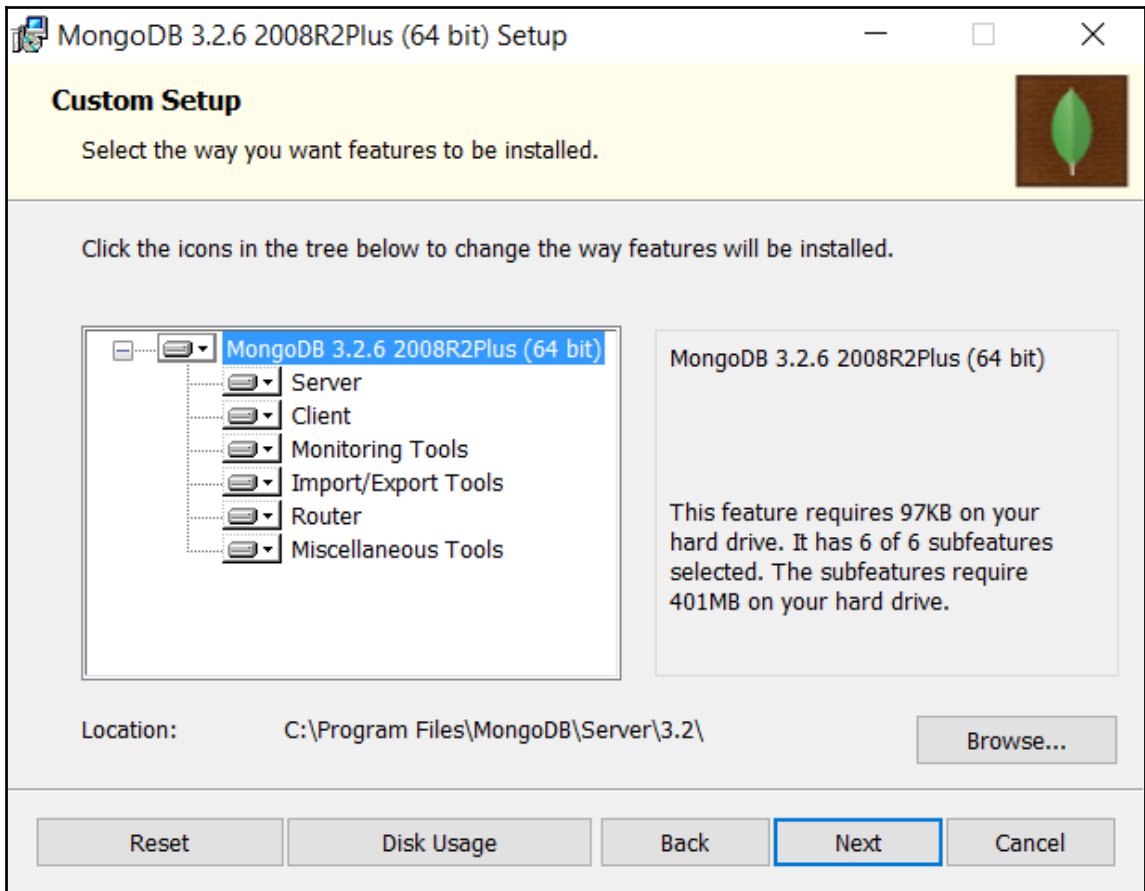 MongoDB 3.2.6 2008R2Plus (64 bit) Setup
Custom Setup
Select the way you want features to be installed.
Click the icons in the tree below to change the way features will be installed.
MongoDB 3.2.6 2008R2Plus (64 bit)
Server
Client
Monitoring Tools
Import/Export Tools
Router
Miscellaneous Tools
MongoDB 3.2.6 2008R2Plus (64 bit)
This feature requires 97KB on your
hard drive. It has 6 of 6 subfeatures
selected. The subfeatures require
401MB on your hard drive.
Location: C:\Program Files\MongoDB\Server\3.2\
Browse...
Reset Disk Usage Back Next Cancel